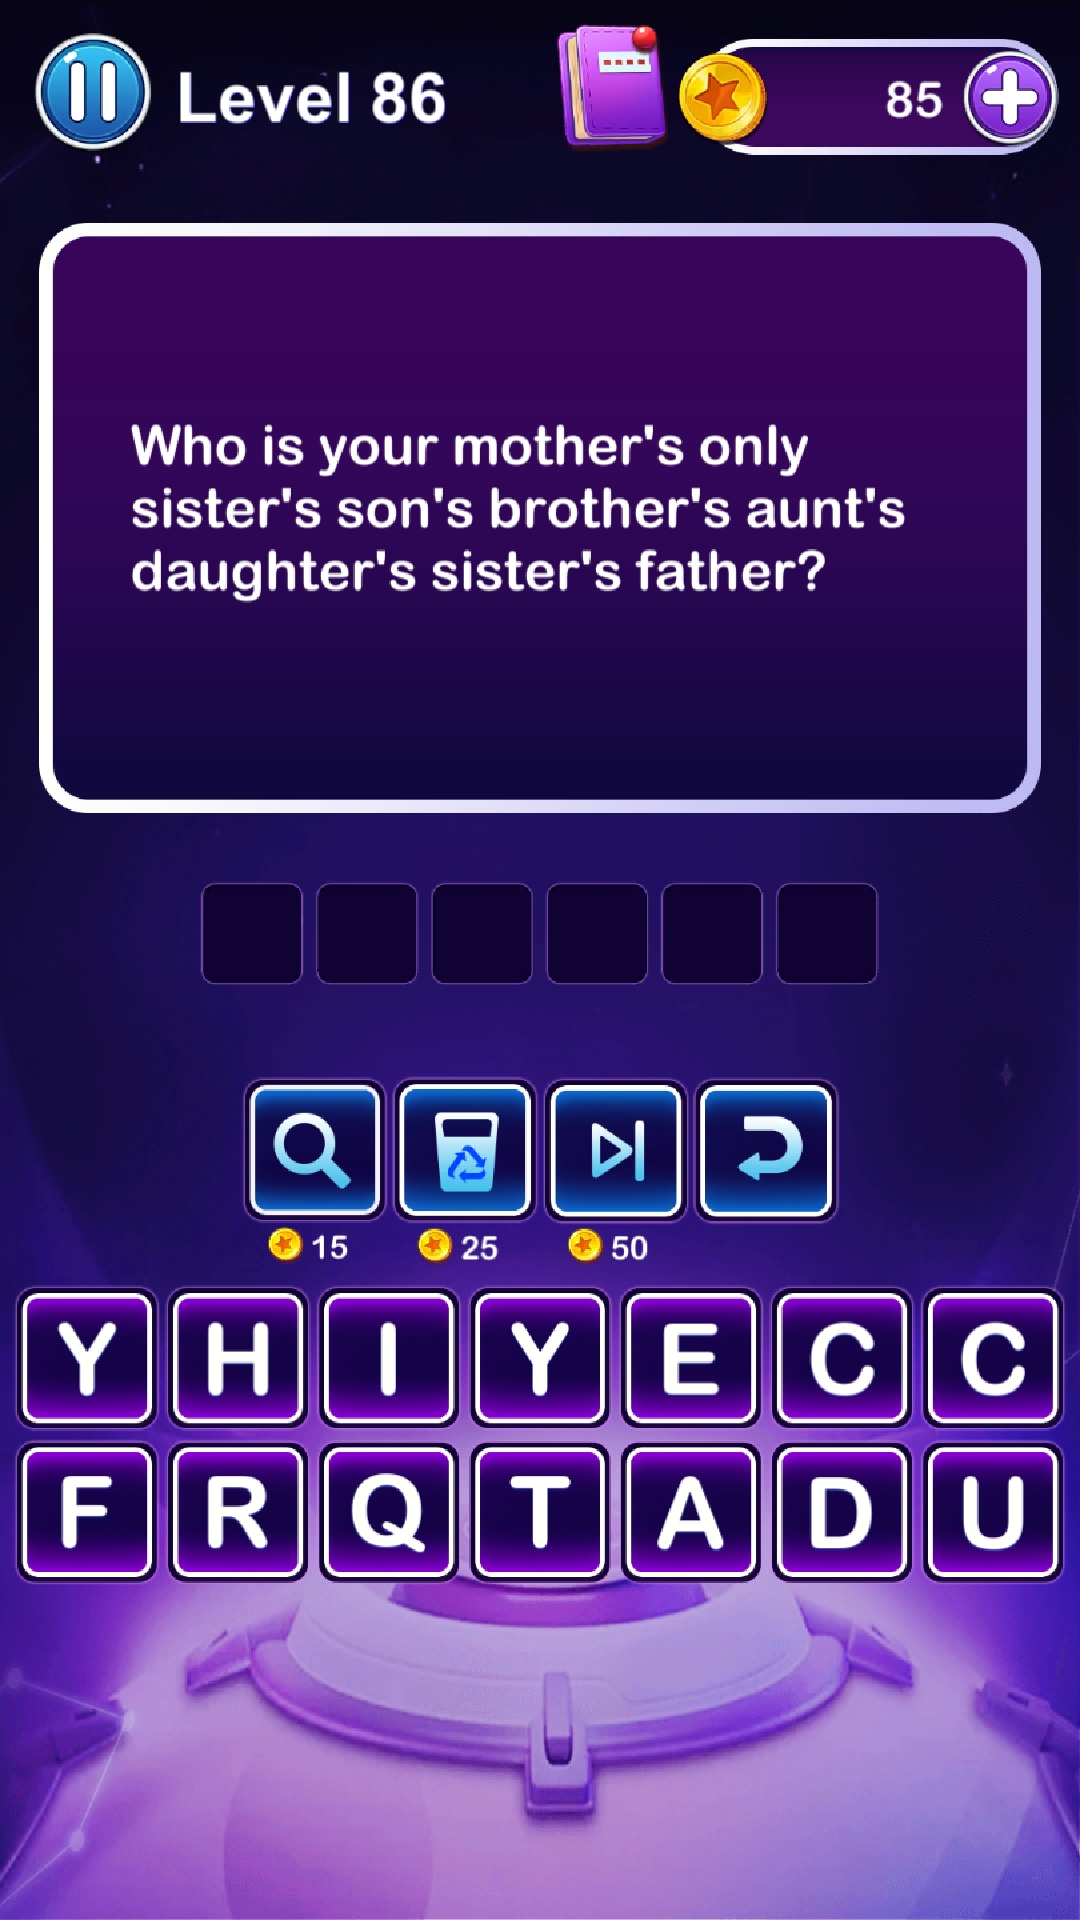 Level 86
85
Who is your mother's only
sister's son's brother's aunt's
daughter's sister's father?
15 25 50
Y H I Y E C C
F R Q T A D U